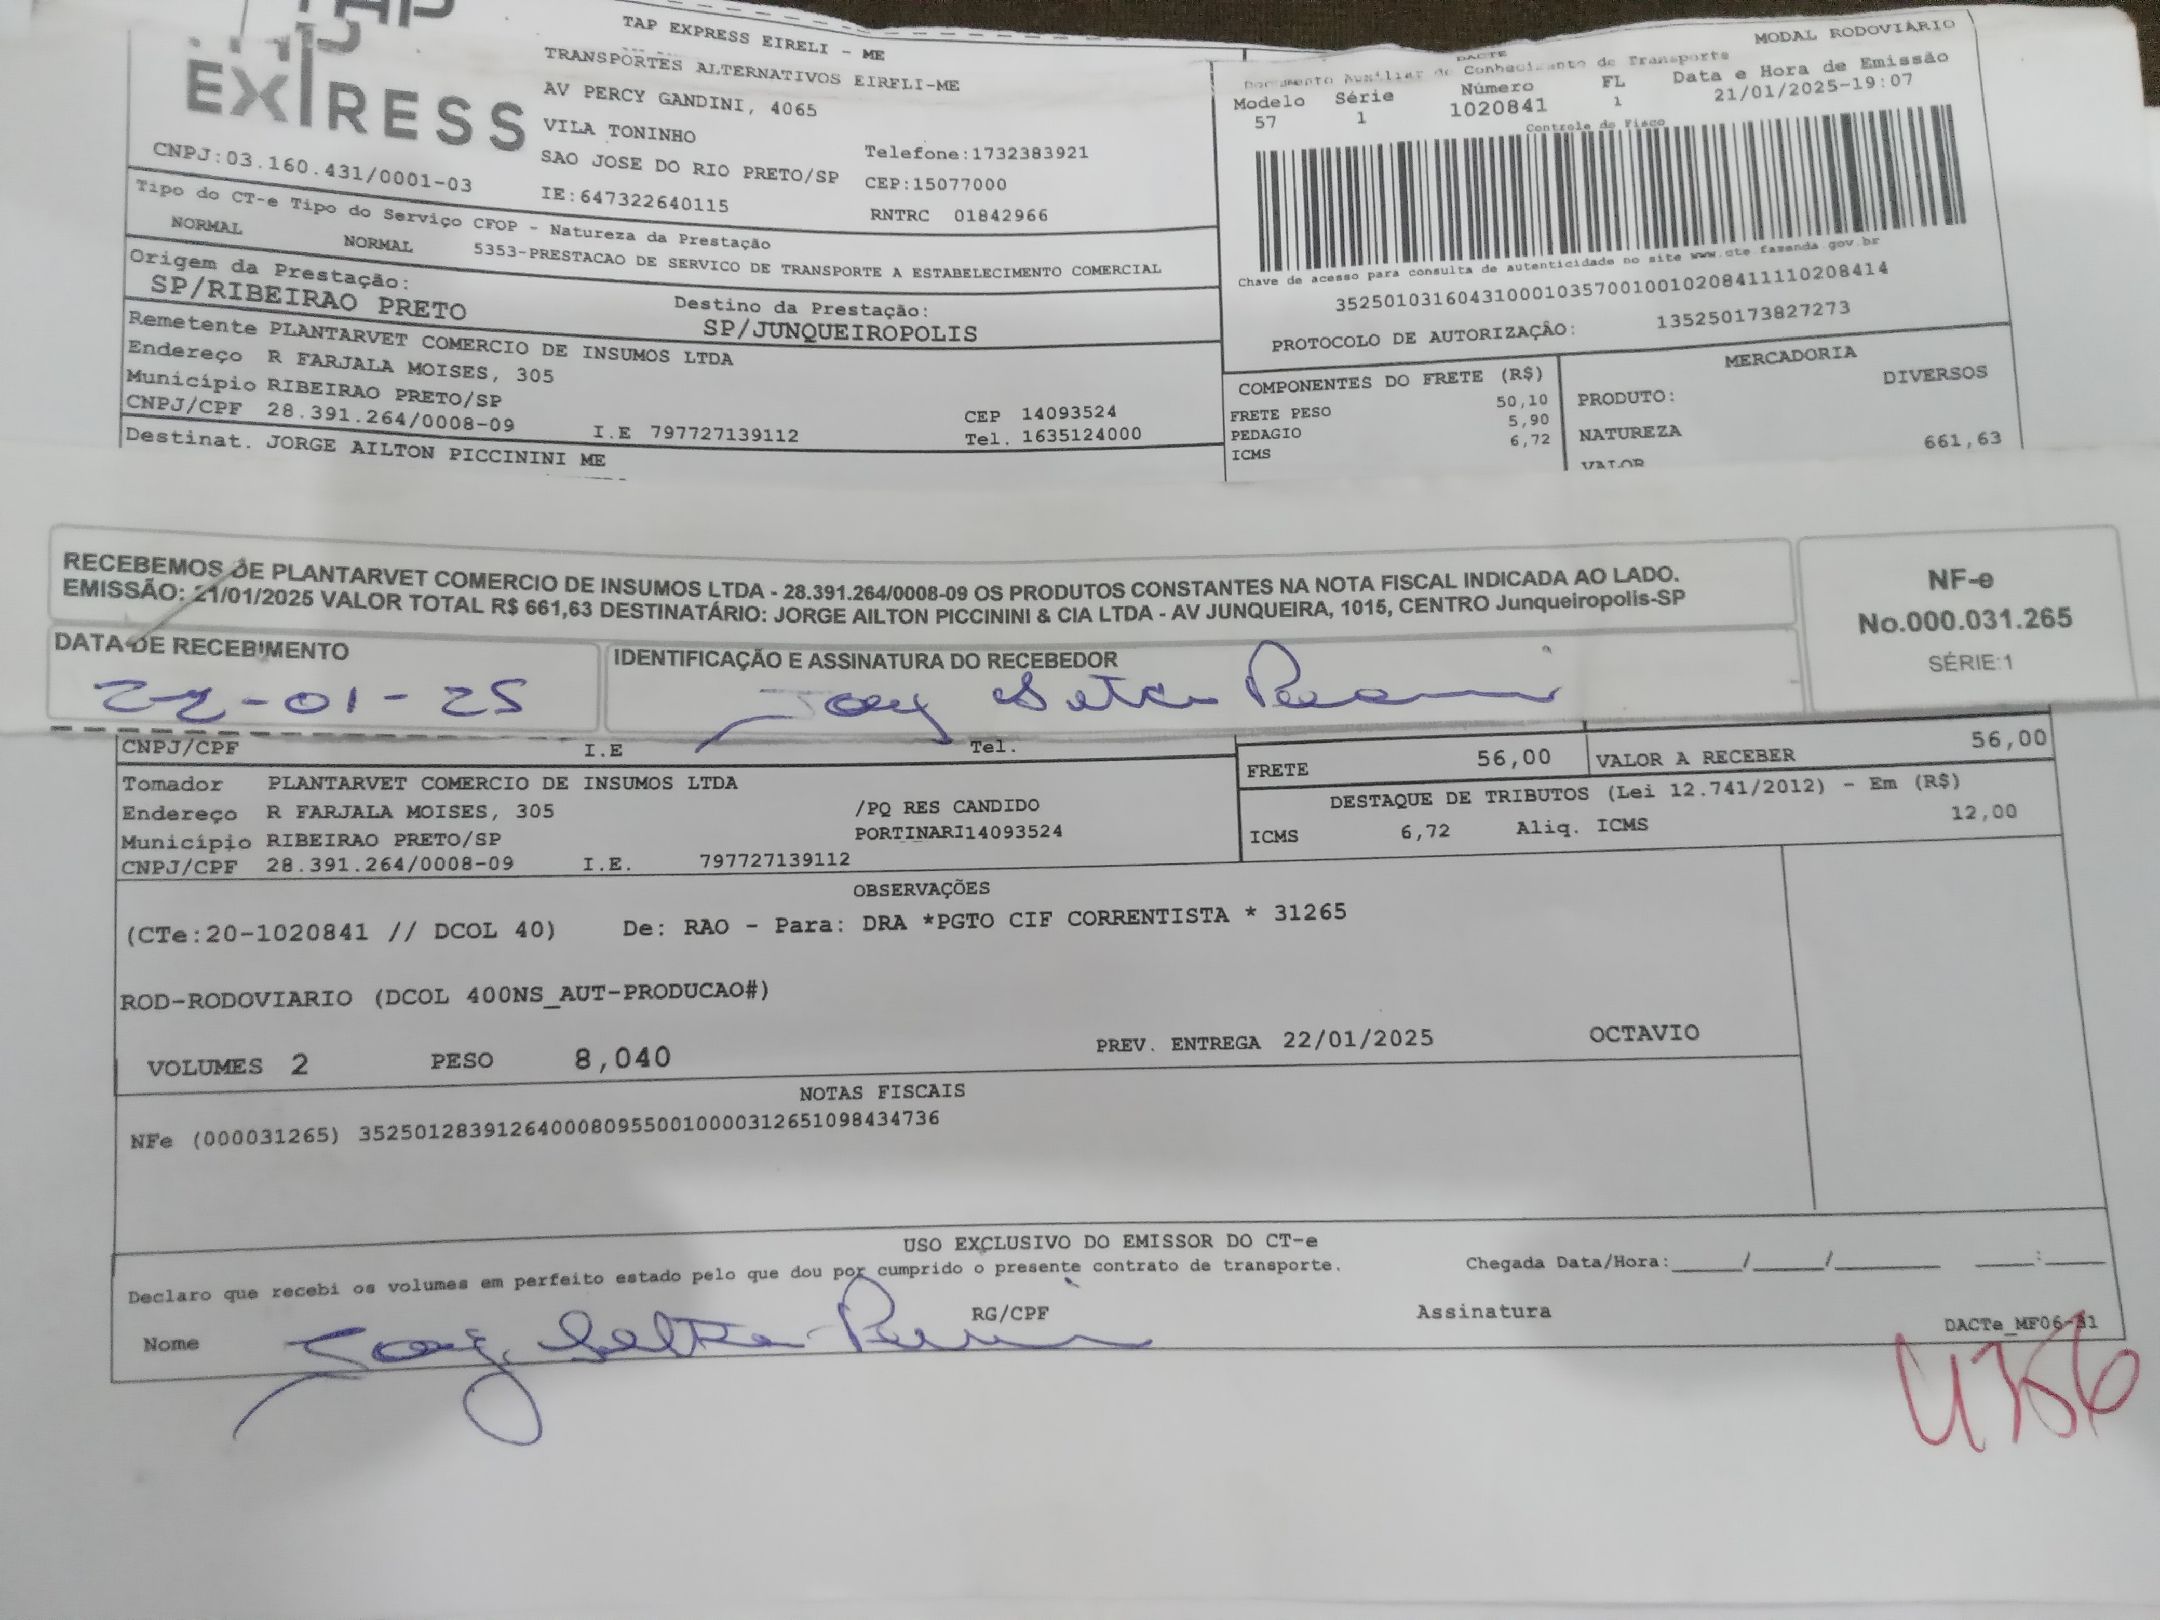 TAP
EXPRESS
TAP EXPRESS EIRELI - ME
TRANSPORTES ALTERNATIVOS EIRELI-ME
AV PERCY GANDINI, 4065
VILA TONINHO
SAO JOSE DO RIO PRETO/SP
Telefone:1732383921
CEP:15077000
CNPJ:03.160.431/0001-03
IE:647322640115
RNTRC 01842966
MODAL RODOVIARIO
DACTE
Documento Auxiliar de Conhecimento de Transporte
Modelo Série Número FL Data e Hora de Emissão
57 1 1020841 1 21/01/2025-19:07
Controle do Fisco
Chave de acesso para consulta de autenticidade no site www.cte.fazenda.gov.br
35250103160431000103570010010208411110208414
PROTOCOLO DE AUTORIZAÇÃO: 135250173827273
Tipo do CT-e Tipo do Serviço CFOP - Natureza da Prestação
NORMAL NORMAL 5353-PRESTACAO DE SERVICO DE TRANSPORTE A ESTABELECIMENTO COMERCIAL
Origem da Prestação: Destino da Prestação:
SP/RIBEIRAO PRETO SP/JUNQUEIROPOLIS
Remetente PLANTARVET COMERCIO DE INSUMOS LTDA
Endereço R FARJALA MOISES, 305
Município RIBEIRAO PRETO/SP CEP 14093524
CNPJ/CPF 28.391.264/0008-09 I.E 797727139112 Tel. 1635124000
Destinat. JORGE AILTON PICCININI ME
COMPONENTES DO FRETE (R$)
FRETE PESO 50,10
PEDAGIO 5,90
ICMS 6,72
MERCADORIA
PRODUTO: DIVERSOS
NATUREZA
VALOR 661,63
RECEBEMOS DE PLANTARVET COMERCIO DE INSUMOS LTDA - 28.391.264/0008-09 OS PRODUTOS CONSTANTES NA NOTA FISCAL INDICADA AO LADO.
EMISSÃO: 21/01/2025 VALOR TOTAL R$ 661,63 DESTINATÁRIO: JORGE AILTON PICCININI & CIA LTDA - AV JUNQUEIRA, 1015, CENTRO Junqueiropolis-SP
NF-e
No.000.031.265
SÉRIE:1
DATA DE RECEBIMENTO
22-01-25
IDENTIFICAÇÃO E ASSINATURA DO RECEBEDOR
CNPJ/CPF I.E Tel.
FRETE 56,00 VALOR A RECEBER 56,00
Tomador PLANTARVET COMERCIO DE INSUMOS LTDA
Endereço R FARJALA MOISES, 305 /PQ RES CANDIDO
Município RIBEIRAO PRETO/SP PORTINARI14093524
CNPJ/CPF 28.391.264/0008-09 I.E. 797727139112
DESTAQUE DE TRIBUTOS (Lei 12.741/2012) - Em (R$)
ICMS 6,72 Aliq. ICMS 12,00
OBSERVAÇÕES
(CTe:20-1020841 // DCOL 40) De: RAO - Para: DRA *PGTO CIF CORRENTISTA * 31265
ROD-RODOVIARIO (DCOL 400NS_AUT-PRODUCAO#)
VOLUMES 2 PESO 8,040 PREV. ENTREGA 22/01/2025 OCTAVIO
NOTAS FISCAIS
NFe (000031265) 35250128391264000809550010000312651098434736
USO EXCLUSIVO DO EMISSOR DO CT-e
Declaro que recebi os volumes em perfeito estado pelo que dou por cumprido o presente contrato de transporte.
Chegada Data/Hora:_____/_____/_______ ____:____
Nome RG/CPF Assinatura
DACTe_MF06-31